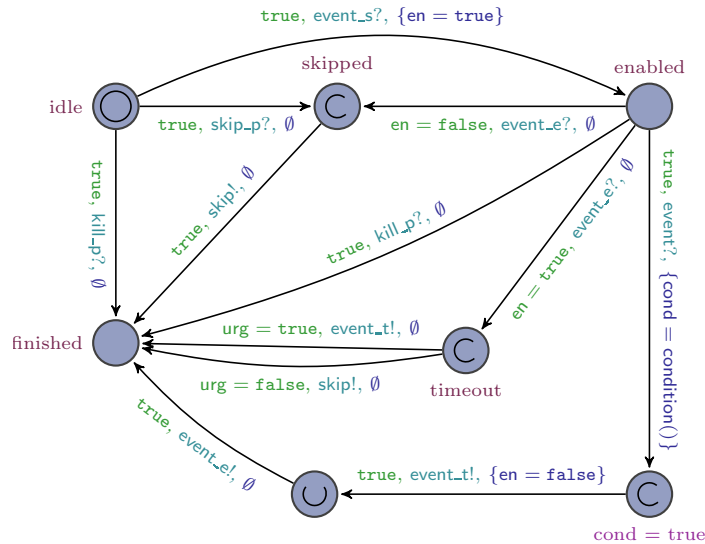 true, event_s?, {en = true}
skipped
enabled
idle
true, skip_p?, ∅
en = false, event_e?, ∅
true, kill_p?, ∅
true, skip!, ∅
true, kill_p?, ∅
en = true, event_e?, ∅
true, event?, {cond = condition()}
finished
urg = true, event_t!, ∅
urg = false, skip!, ∅
timeout
true, event_e!, ∅
true, event_t!, {en = false}
cond = true